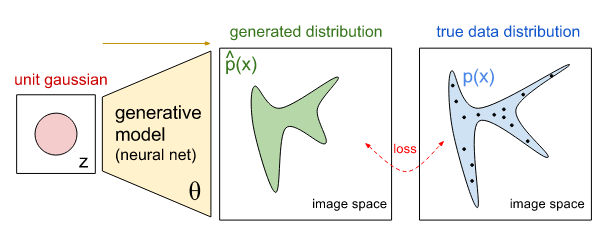 unit gaussian
z
generative
model
(neural net)
θ
generated distribution
p̂(x)
image space
loss
true data distribution
p(x)
image space